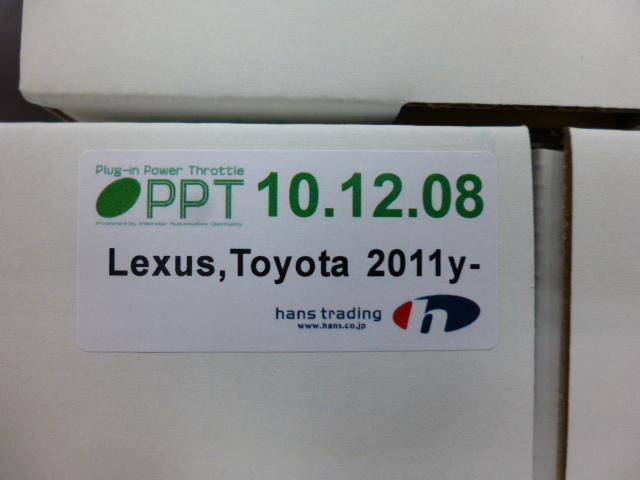 Plug-in Power Throttle
PPT 10.12.08
Powered by Interstar Automotive Germany
Lexus,Toyota 2011y-
hans trading h
www.hans.co.jp